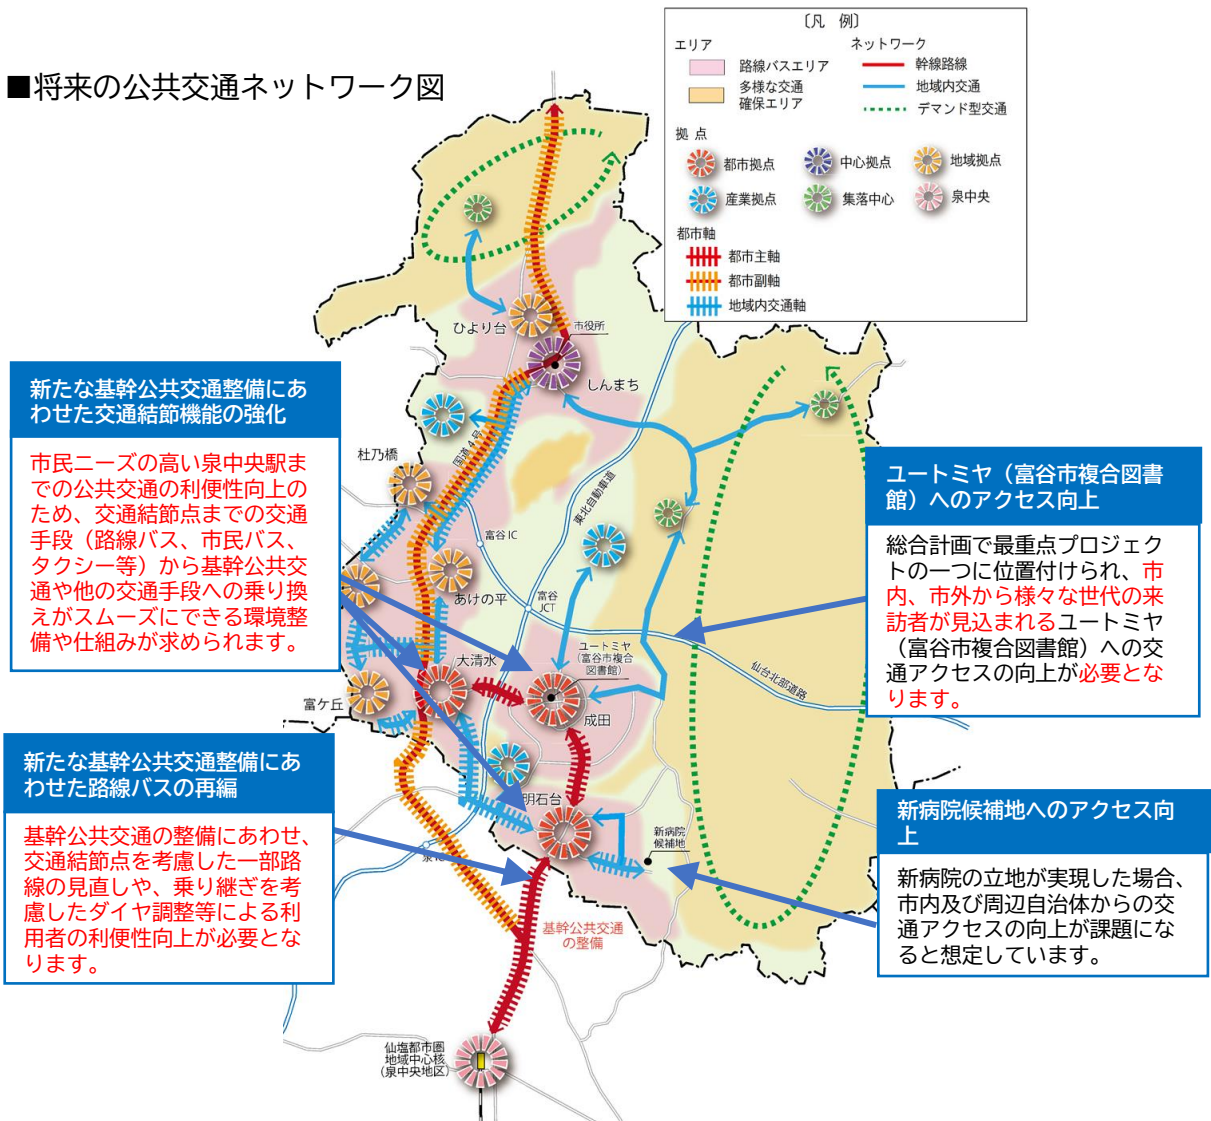 ■将来の公共交通ネットワーク図
〔凡 例〕
エリア
路線バスエリア
多様な交通
確保エリア
ネットワーク
幹線路線
地域内交通
デマンド型交通
拠 点
都市拠点
中心拠点
地域拠点
産業拠点
集落中心
泉中央
都市軸
都市主軸
都市副軸
地域内交通軸
ひより台
市役所
しんまち
国道4号
杜乃橋
東北自動車道
富谷IC
あけの平
富谷
JCT
大清水
ユートミヤ
(富谷市複合
図書館)
仙台北部道路
富ケ丘
成田
明石台
新病院
候補地
泉IC
基幹公共交通
の整備
仙塩都市圏
地域中心核
(泉中央地区)
新たな基幹公共交通整備にあ
わせた交通結節機能の強化
市民ニーズの高い泉中央駅ま
での公共交通の利便性向上の
ため、交通結節点までの交通
手段(路線バス、市民バス、
タクシー等)から基幹公共交
通や他の交通手段への乗り換
えがスムーズにできる環境整
備や仕組みが求められます。
新たな基幹公共交通整備にあ
わせた路線バスの再編
基幹公共交通の整備にあわせ、
交通結節点を考慮した一部路
線の見直しや、乗り継ぎを考
慮したダイヤ調整等による利
用者の利便性向上が必要とな
ります。
ユートミヤ(富谷市複合図書
館)へのアクセス向上
総合計画で最重点プロジェク
トの一つに位置付けられ、市
内、市外から様々な世代の来
訪者が見込まれるユートミヤ
(富谷市複合図書館)への交
通アクセスの向上が必要とな
ります。
新病院候補地へのアクセス向
上
新病院の立地が実現した場合、
市内及び周辺自治体からの交
通アクセスの向上が課題にな
ると想定しています。